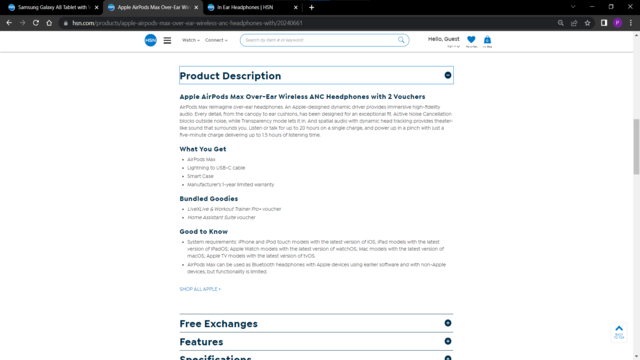 Samsung Galaxy A8 Tablet with
Apple AirPods Max Over-Ear Wir
In Ear Headphones | HSN
hsn.com/products/apple-airpods-max-over-ear-wireless-anc-headphones-with/20240661
HSN
Watch
Connect
Search by item # or keyword
Hello, Guest
Product Description
Apple AirPods Max Over-Ear Wireless ANC Headphones with 2 Vouchers
AirPods Max reimagine over-ear headphones. An Apple-designed dynamic driver provides immersive high-fidelity
audio. Every detail, from the canopy to ear cushions, has been designed for an exceptional fit. Active Noise Cancellation
blocks outside noise, while Transparency mode lets it in. And spatial audio with dynamic head tracking provides theater-
like sound that surrounds you. Listen or talk for up to 20 hours on a single charge, and power up in a pinch with just a
five-minute charge delivering up to 1.5 hours of listening time.
What You Get
• AirPods Max
• Lightning to USB-C cable
• Smart Case
• Manufacturer's 1-year limited warranty
Bundled Goodies
• LiveXLive & Workout Trainer Pro+ voucher
• Home Assistant Suite voucher
Good to Know
• System requirements: iPhone and iPod touch models with the latest version of iOS; iPad models with the latest
version of iPadOS; Apple Watch models with the latest version of watchOS; Mac models with the latest version of
macOS; Apple TV models with the latest version of tvOS
• AirPods Max can be used as Bluetooth headphones with Apple devices using earlier software and with non-Apple
devices, but functionality is limited
SHOP ALL APPLE >
Free Exchanges
BACK
TO TOP
Features
Specifications